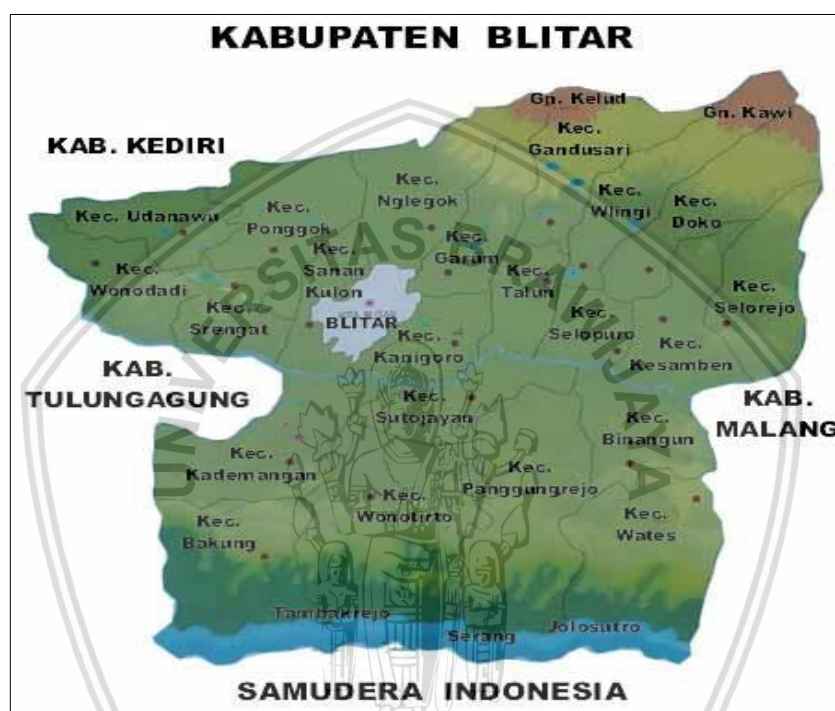 KABUPATEN BLITAR
Gn. Kelud
Gn. Kawi
KAB. KEDIRI
Kec.
Gandusari
Kec.
Nglegok
Kec.
Wlingi
Kec.
Doko
Kec. Udanawu
Kec.
Ponggok
Kec.
Sanan
Kulon
Kec.
Garum
Kec.
Wonodadi
Kec.
Talun
Kec.
Selorejo
Kec.
Srengat
BLITAR
Kec.
Selopuro
Kec.
Kanigoro
Kec.
Kesamben
KAB.
TULUNGAGUNG
KAB.
MALANG
Kec.
Sutojayan
Kec.
Binangun
Kec.
Kademangan
Kec.
Panggungrejo
Kec.
Wonotirto
Kec.
Wates
Kec.
Bakung
Tambakrejo
Serang
Jolosutro
SAMUDERA INDONESIA
UNIVERSITAS BRAWIJAYA